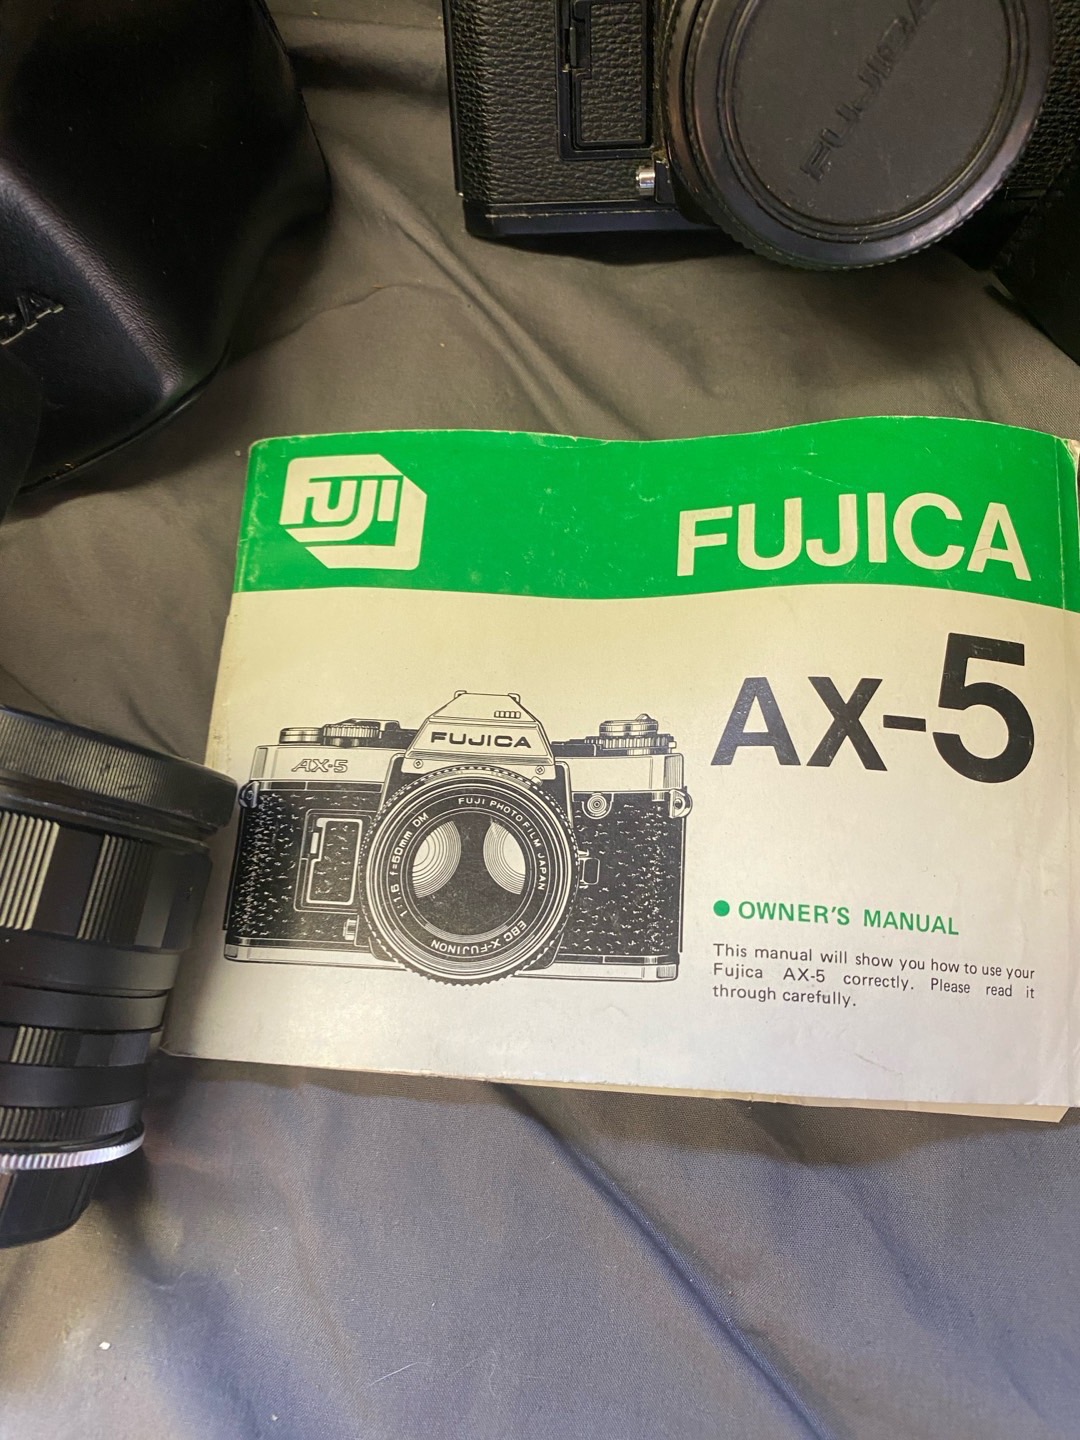 FUJICA
CA
FUJI
FUJICA
AX-5
FUJICA
AX-5
FUJI PHOTO FILM JAPAN
1:1.6 f=50mm DM
EBC X-FUJINON
● OWNER'S MANUAL
This manual will show you how to use your
Fujica AX-5 correctly. Please read it
through carefully.